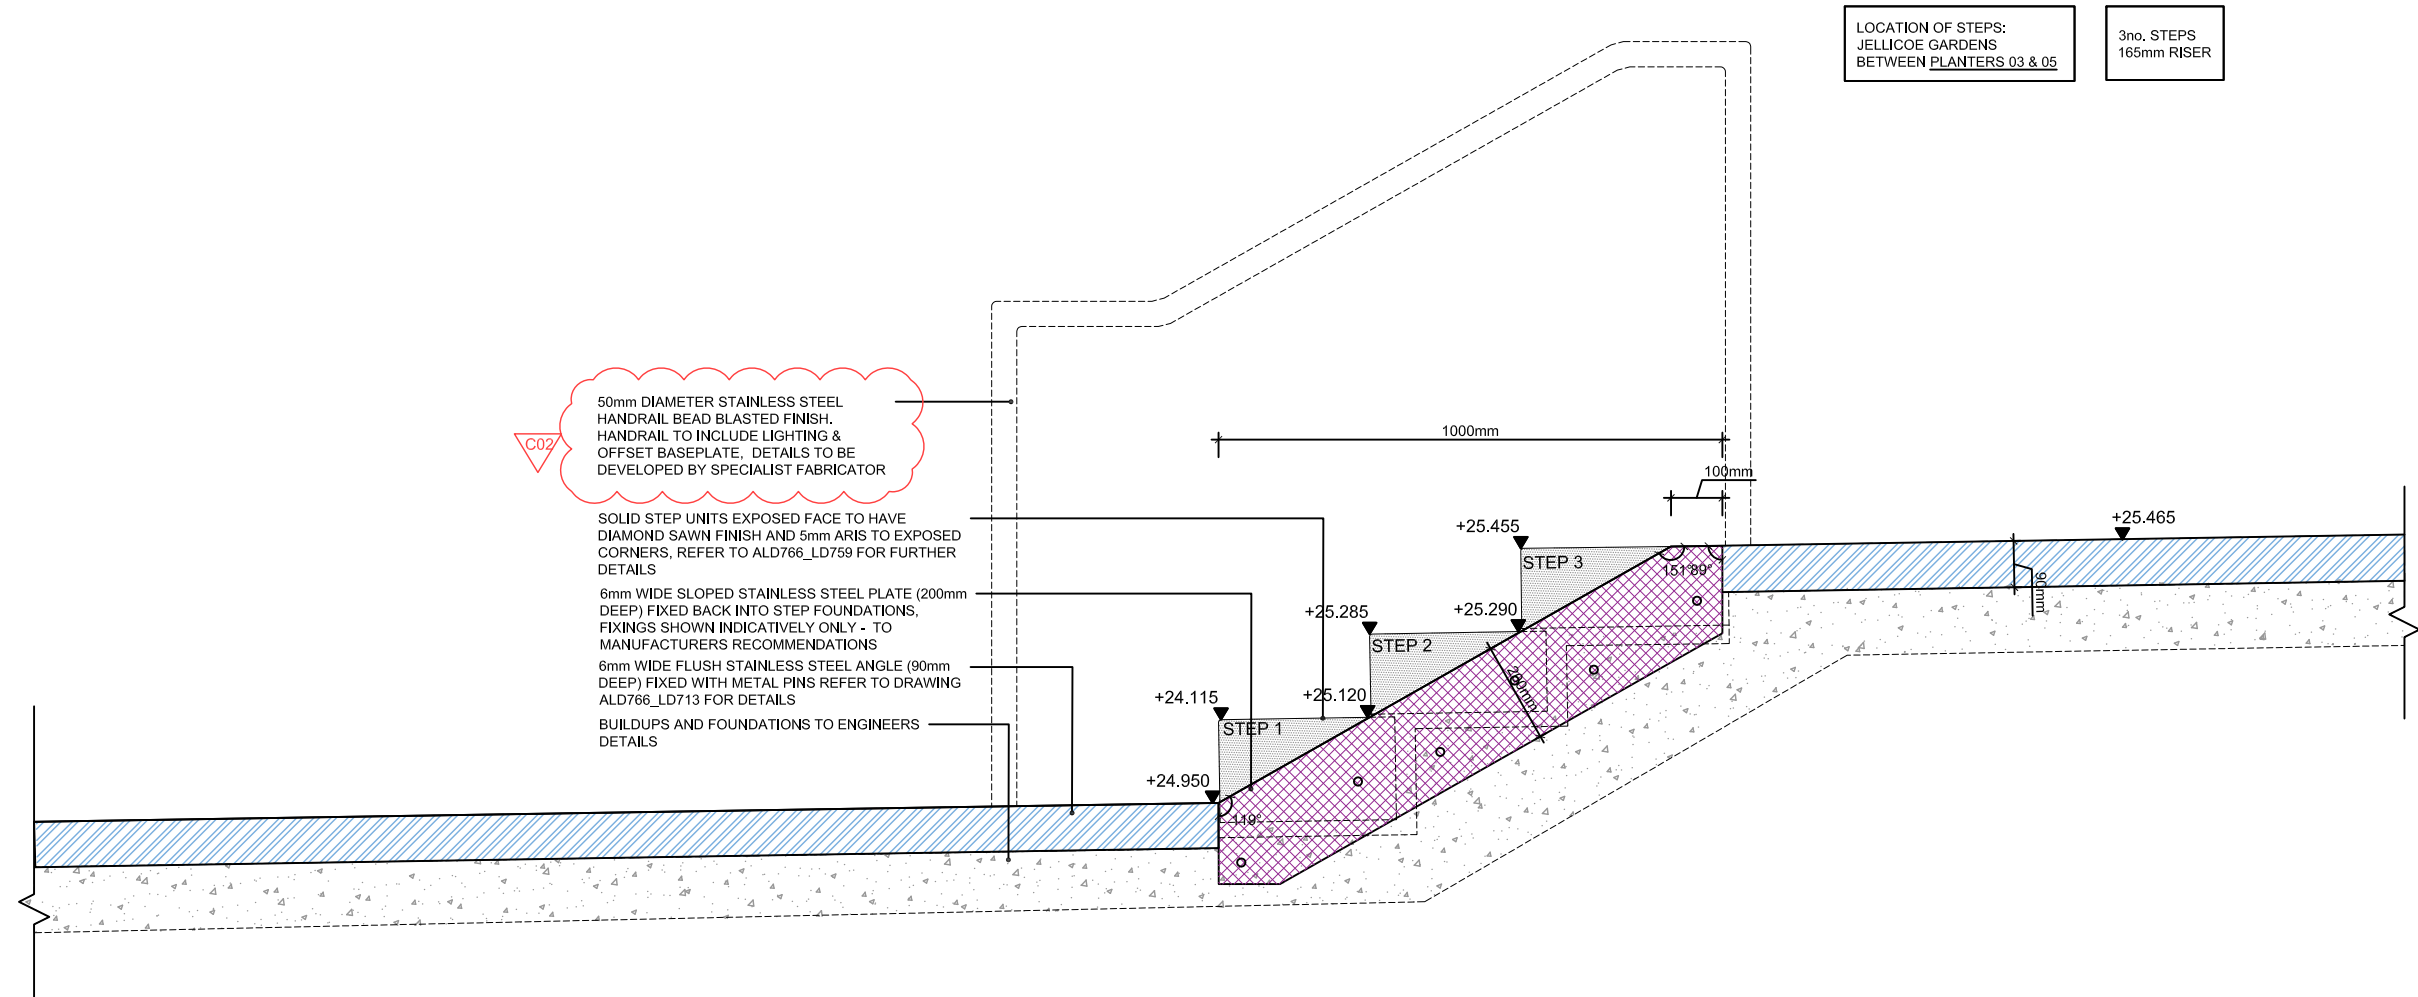 LOCATION OF STEPS:
JELLICOE GARDENS
BETWEEN PLANTERS 03 & 05
3no. STEPS
165mm RISER
50mm DIAMETER STAINLESS STEEL
HANDRAIL BEAD BLASTED FINISH.
HANDRAIL TO INCLUDE LIGHTING &
OFFSET BASEPLATE, DETAILS TO BE
DEVELOPED BY SPECIALIST FABRICATOR
C02
SOLID STEP UNITS EXPOSED FACE TO HAVE
DIAMOND SAWN FINISH AND 5mm ARIS TO EXPOSED
CORNERS, REFER TO ALD766_LD759 FOR FURTHER
DETAILS
6mm WIDE SLOPED STAINLESS STEEL PLATE (200mm
DEEP) FIXED BACK INTO STEP FOUNDATIONS,
FIXINGS SHOWN INDICATIVELY ONLY - TO
MANUFACTURERS RECOMMENDATIONS
6mm WIDE FLUSH STAINLESS STEEL ANGLE (90mm
DEEP) FIXED WITH METAL PINS REFER TO DRAWING
ALD766_LD713 FOR DETAILS
BUILDUPS AND FOUNDATIONS TO ENGINEERS
DETAILS
1000mm
100mm
+25.455
+25.465
STEP 3
151°
89°
90mm
+25.285
+25.290
STEP 2
200mm
+24.115
+25.120
STEP 1
+24.950
119°